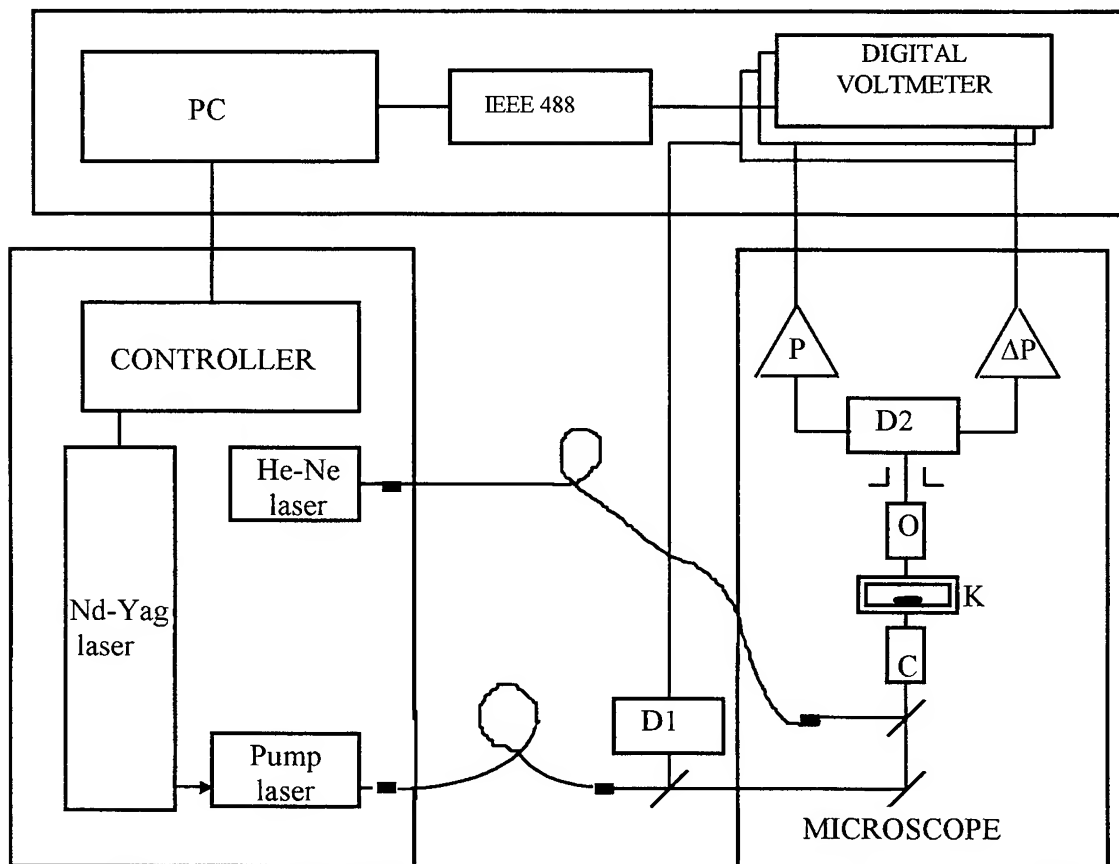 PC
IEEE 488
DIGITAL
VOLTMETER
CONTROLLER
P
ΔP
D2
He-Ne
laser
O
K
Nd-Yag
laser
C
D1
Pump
laser
MICROSCOPE